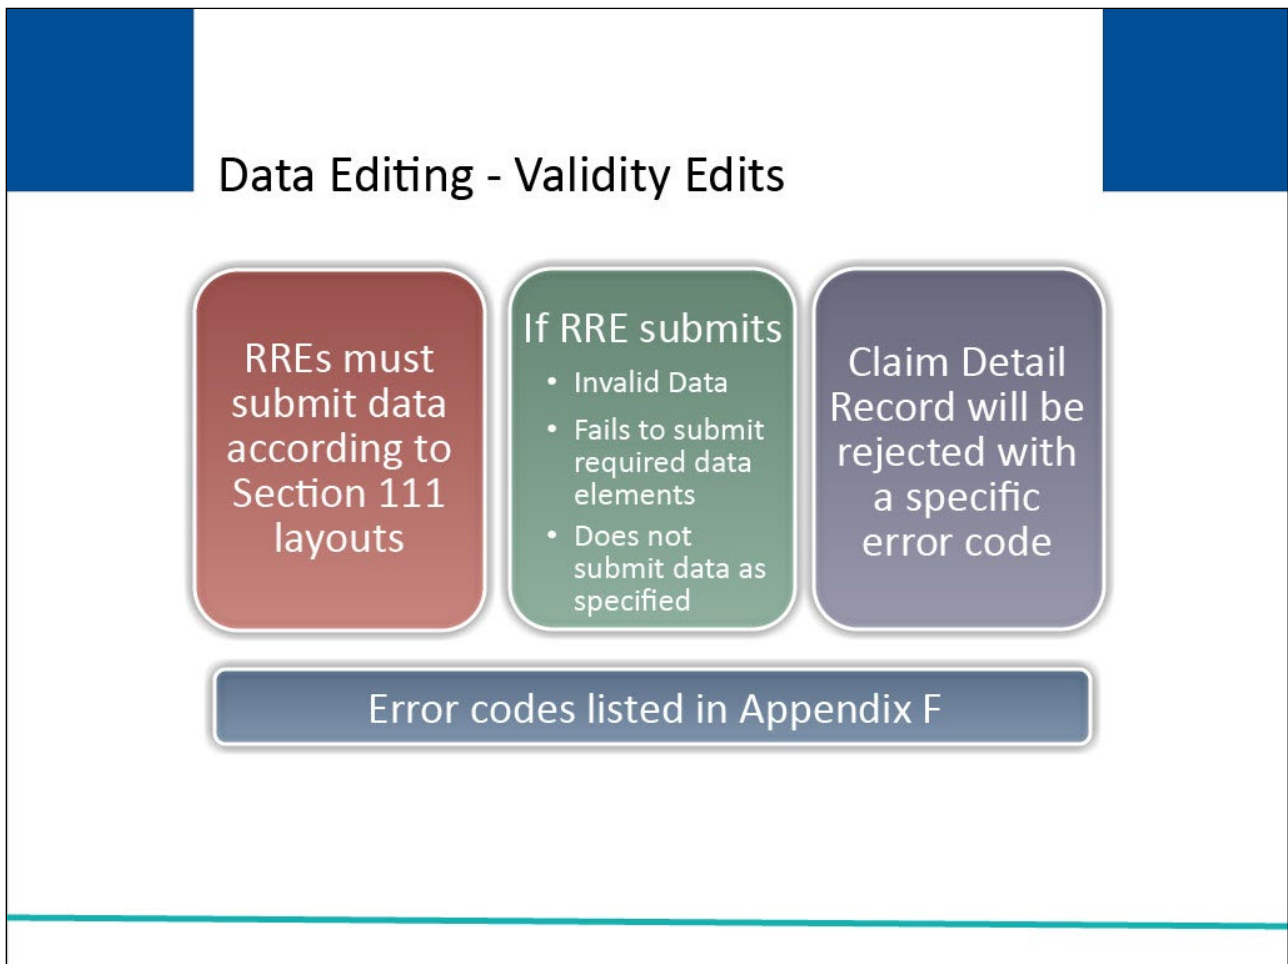 Data Editing - Validity Edits
RREs must
submit data
according to
Section 111
layouts
If RRE submits
• Invalid Data
• Fails to submit
required data
elements
• Does not
submit data as
specified
Claim Detail
Record will be
rejected with
a specific
error code
Error codes listed in Appendix F